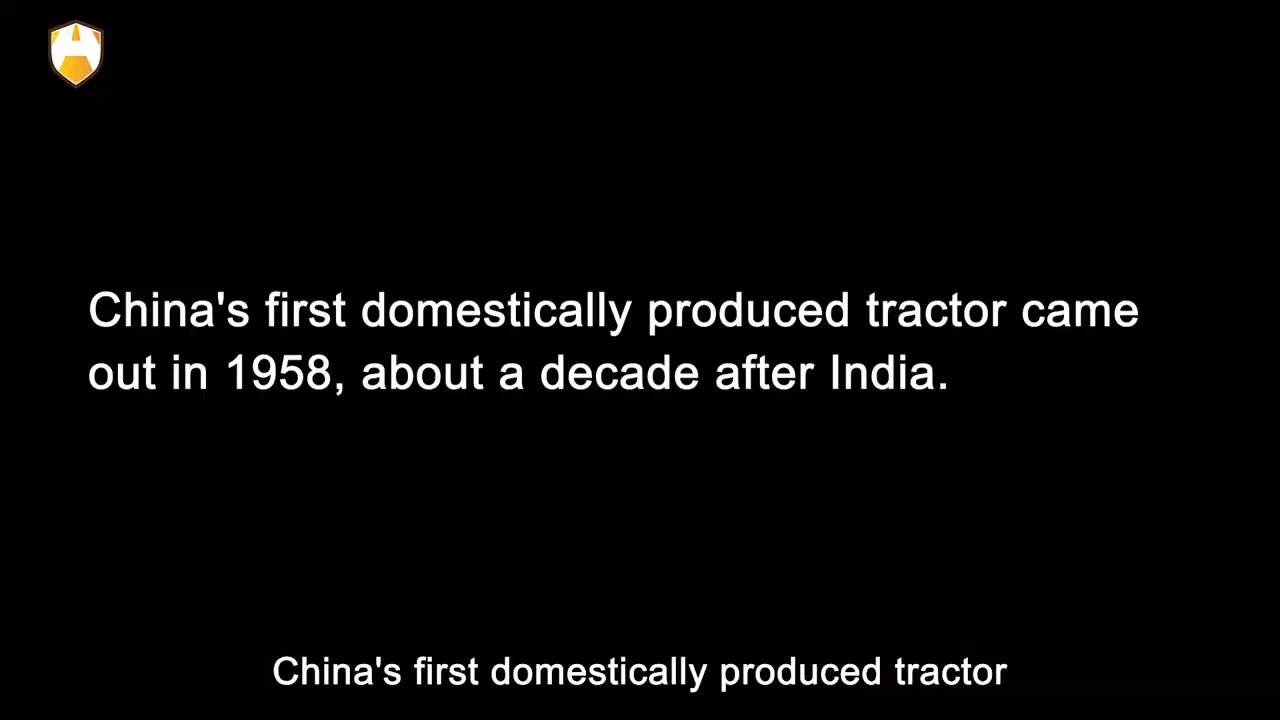 China's first domestically produced tractor came
out in 1958, about a decade after India.
China's first domestically produced tractor